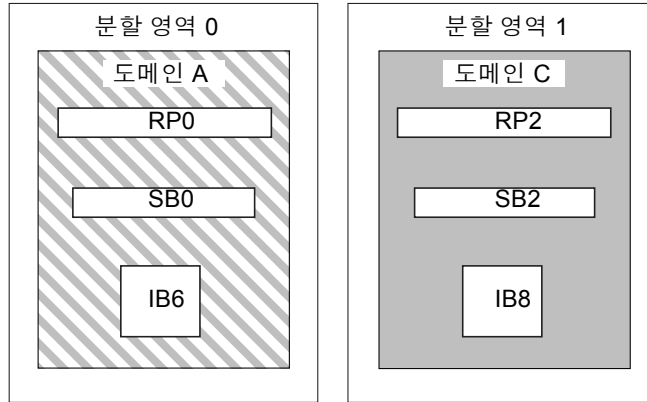 분할 영역 0
도메인 A
RP0
SB0
IB6
분할 영역 1
도메인 C
RP2
SB2
IB8